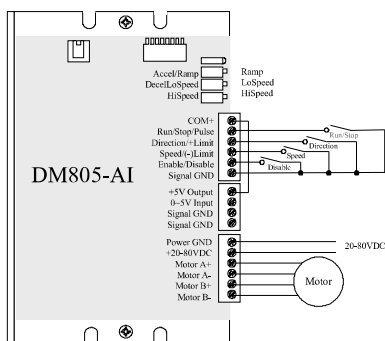 Accel/Ramp
Ramp
DecelLoSpeed
LoSpeed
HiSpeed
HiSpeed
COM+
Run/Stop/Pulse
Run/Stop
Direction/+Limit
Direction
Speed/(-)Limit
Speed
Enable/Disable
Disable
Signal GND
DM805-AI
+5V Output
0~5V Input
Signal GND
Signal GND
Power GND
20-80VDC
+20-80VDC
Motor A+
Motor A-
Motor
Motor B+
Motor B-